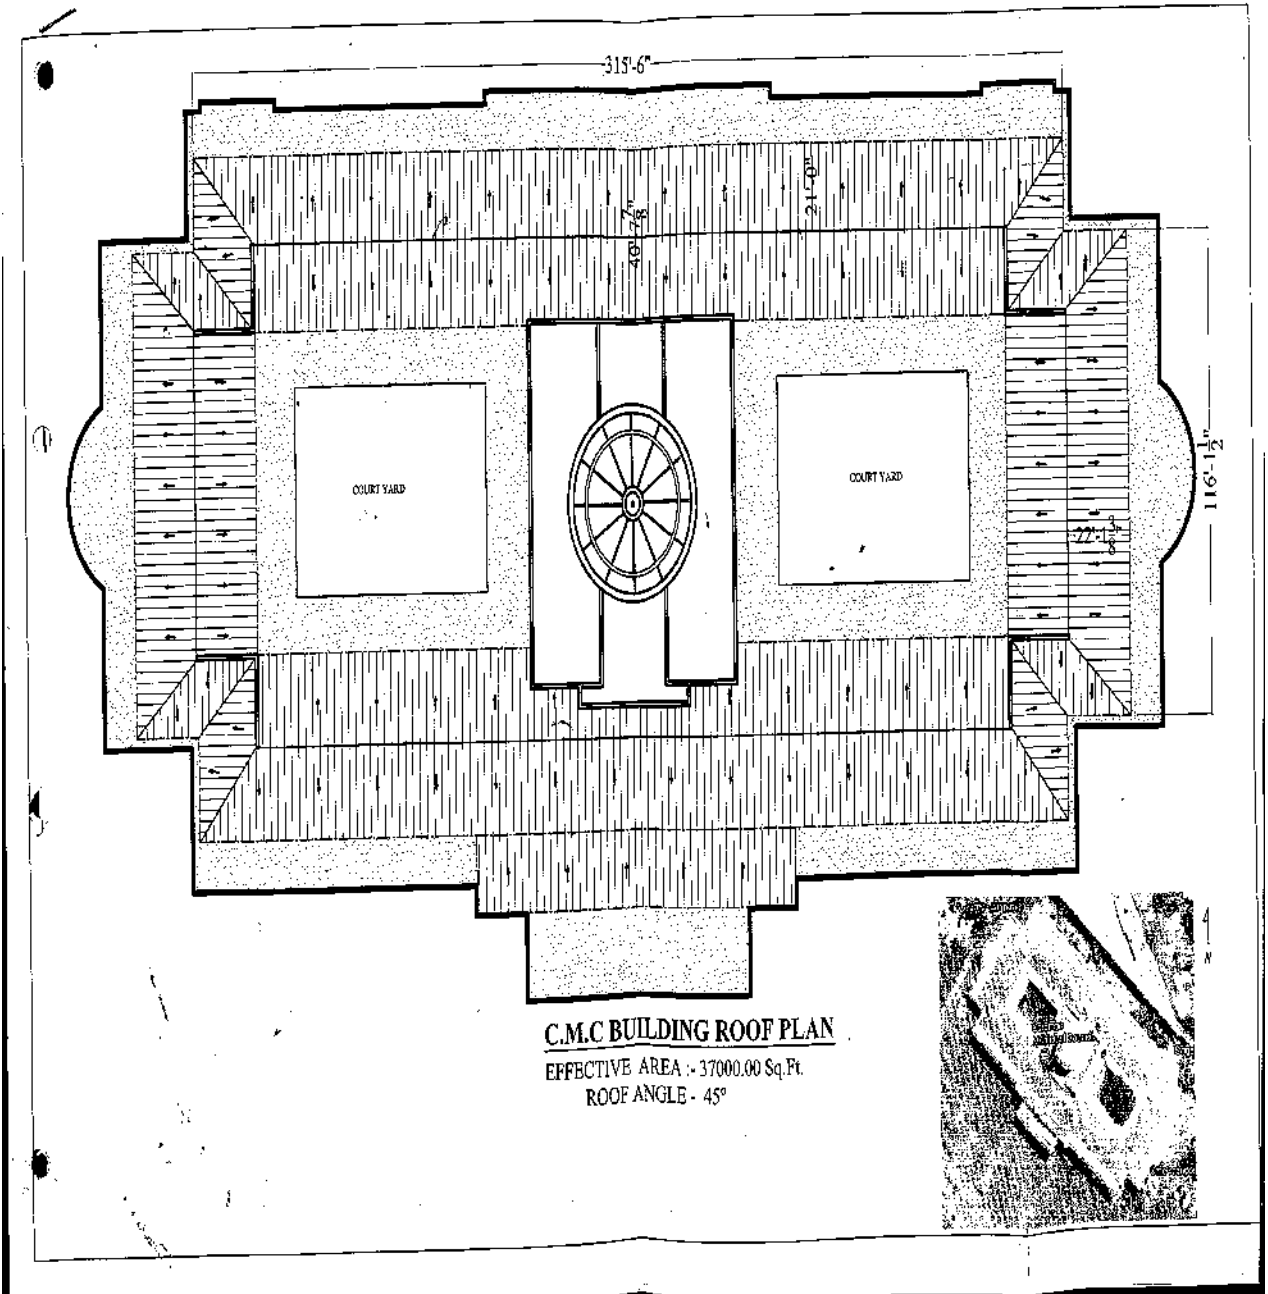 315'-6"
21'-0"
40'-7 7/8"
116'-1 1/2"
COURT YARD
COURT YARD
22'-1 3/8"
C.M.C BUILDING ROOF PLAN
EFFECTIVE AREA :- 37000.00 Sq.Ft.
ROOF ANGLE - 45°
N